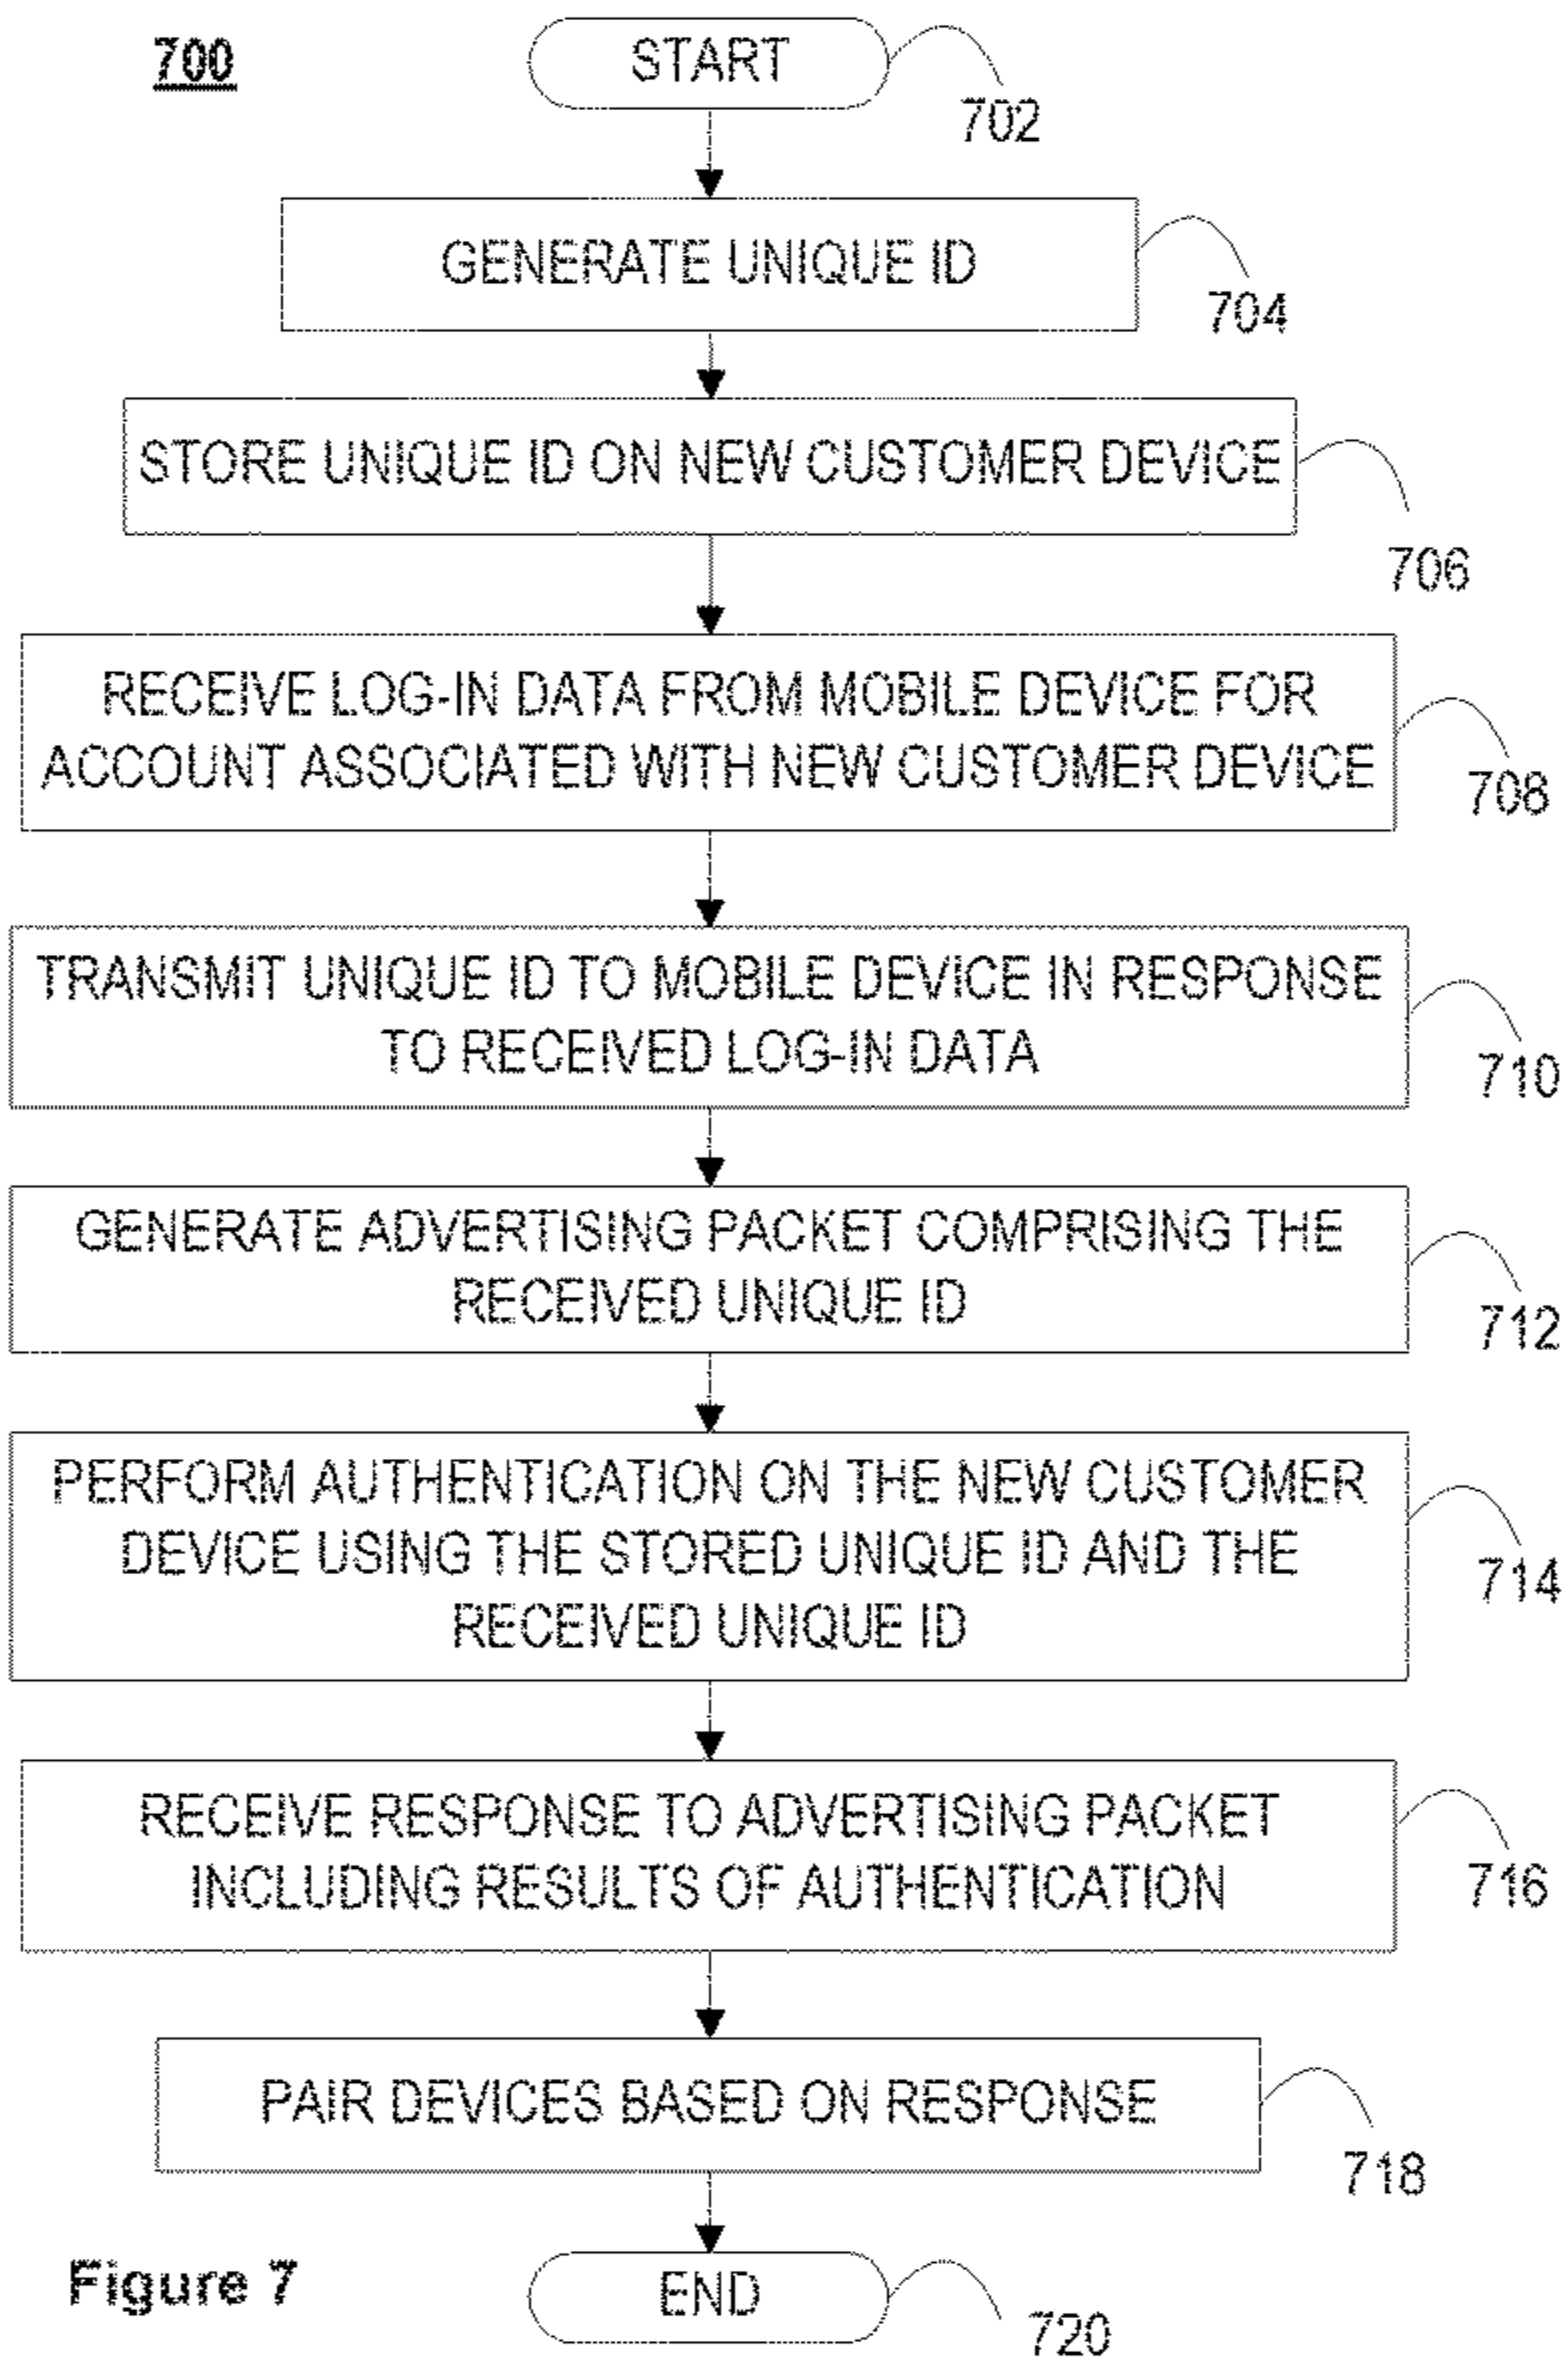 700
START
702
GENERATE UNIQUE ID
704
STORE UNIQUE ID ON NEW CUSTOMER DEVICE
706
RECEIVE LOG-IN DATA FROM MOBILE DEVICE FOR
ACCOUNT ASSOCIATED WITH NEW CUSTOMER DEVICE
708
TRANSMIT UNIQUE ID TO MOBILE DEVICE IN RESPONSE
TO RECEIVED LOG-IN DATA
710
GENERATE ADVERTISING PACKET COMPRISING THE
RECEIVED UNIQUE ID
712
PERFORM AUTHENTICATION ON THE NEW CUSTOMER
DEVICE USING THE STORED UNIQUE ID AND THE
RECEIVED UNIQUE ID
714
RECEIVE RESPONSE TO ADVERTISING PACKET
INCLUDING RESULTS OF AUTHENTICATION
716
PAIR DEVICES BASED ON RESPONSE
718
END
720
Figure 7